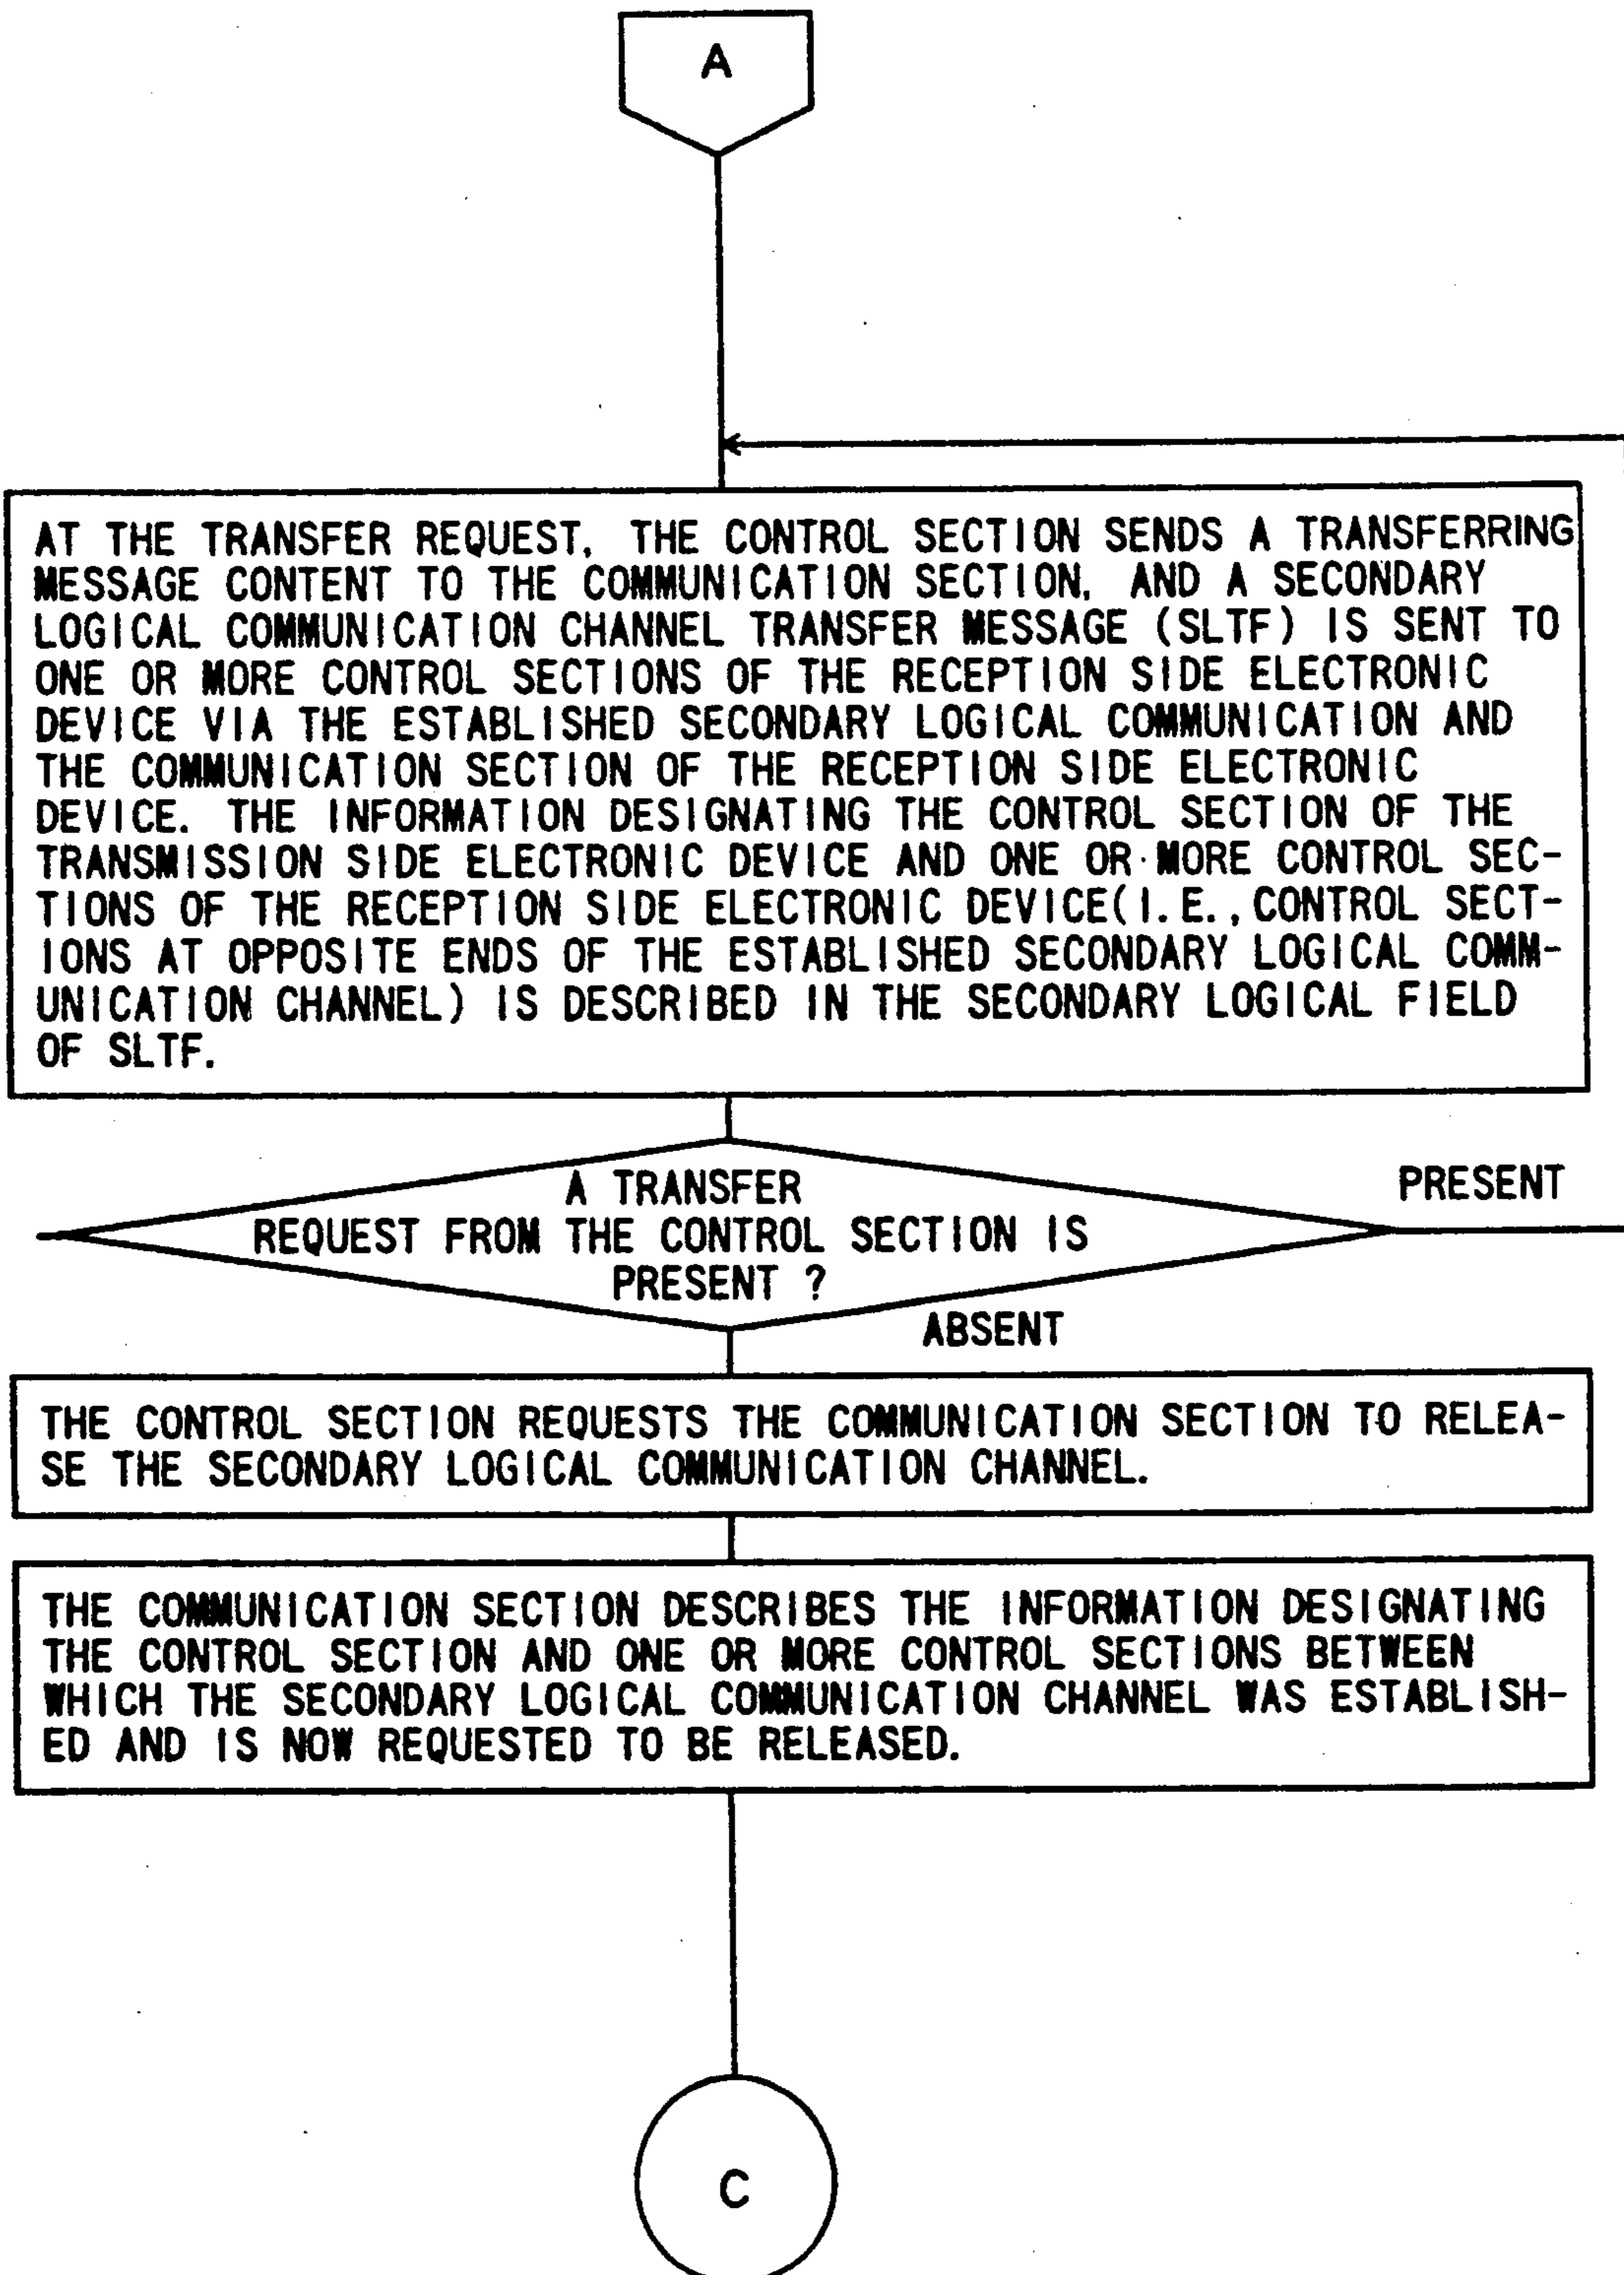 A
AT THE TRANSFER REQUEST, THE CONTROL SECTION SENDS A TRANSFERRING
MESSAGE CONTENT TO THE COMMUNICATION SECTION, AND A SECONDARY
LOGICAL COMMUNICATION CHANNEL TRANSFER MESSAGE (SLTF) IS SENT TO
ONE OR MORE CONTROL SECTIONS OF THE RECEPTION SIDE ELECTRONIC
DEVICE VIA THE ESTABLISHED SECONDARY LOGICAL COMMUNICATION AND
THE COMMUNICATION SECTION OF THE RECEPTION SIDE ELECTRONIC
DEVICE. THE INFORMATION DESIGNATING THE CONTROL SECTION OF THE
TRANSMISSION SIDE ELECTRONIC DEVICE AND ONE OR MORE CONTROL SEC-
TIONS OF THE RECEPTION SIDE ELECTRONIC DEVICE(I.E.,CONTROL SECT-
IONS AT OPPOSITE ENDS OF THE ESTABLISHED SECONDARY LOGICAL COMM-
UNICATION CHANNEL) IS DESCRIBED IN THE SECONDARY LOGICAL FIELD
OF SLTF.
A TRANSFER
REQUEST FROM THE CONTROL SECTION IS
PRESENT ?
PRESENT
ABSENT
THE CONTROL SECTION REQUESTS THE COMMUNICATION SECTION TO RELEA-
SE THE SECONDARY LOGICAL COMMUNICATION CHANNEL.
THE COMMUNICATION SECTION DESCRIBES THE INFORMATION DESIGNATING
THE CONTROL SECTION AND ONE OR MORE CONTROL SECTIONS BETWEEN
WHICH THE SECONDARY LOGICAL COMMUNICATION CHANNEL WAS ESTABLISH-
ED AND IS NOW REQUESTED TO BE RELEASED.
C